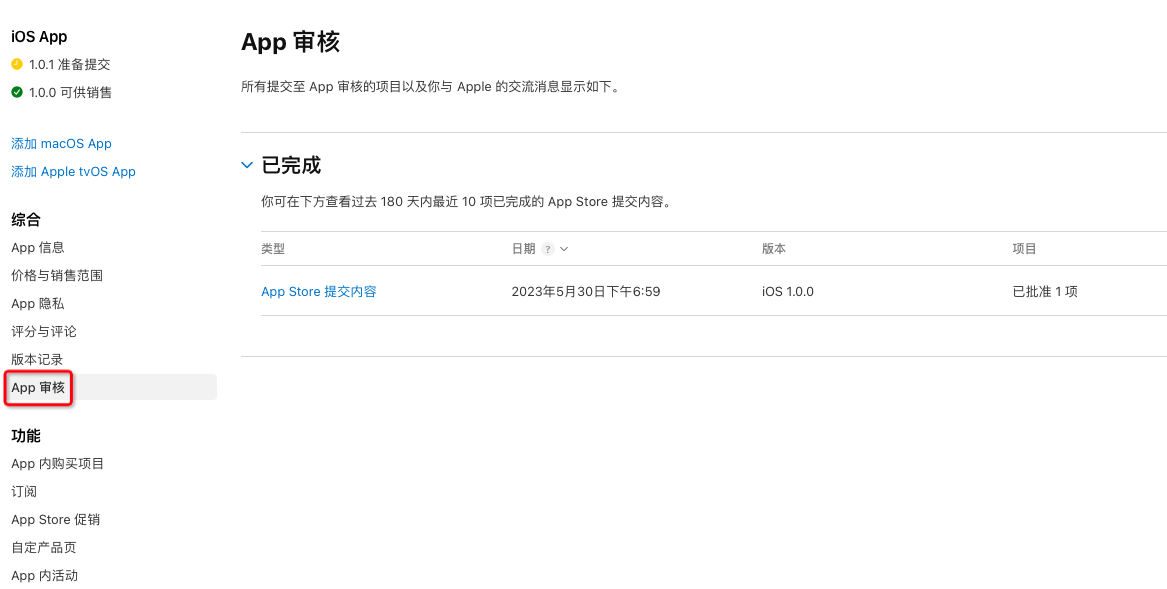 iOS App
1.0.1 准备提交
1.0.0 可供销售
添加 macOS App
添加 Apple tvOS App
综合
App 信息
价格与销售范围
App 隐私
评分与评论
版本记录
App 审核
功能
App 内购买项目
订阅
App Store 促销
自定产品页
App 内活动
App 审核
所有提交至 App 审核的项目以及你与 Apple 的交流消息显示如下。
已完成
你可在下方查看过去 180 天内最近 10 项已完成的 App Store 提交内容。
类型 日期 ? 版本 项目
App Store 提交内容 2023年5月30日下午6:59 iOS 1.0.0 已批准 1 项